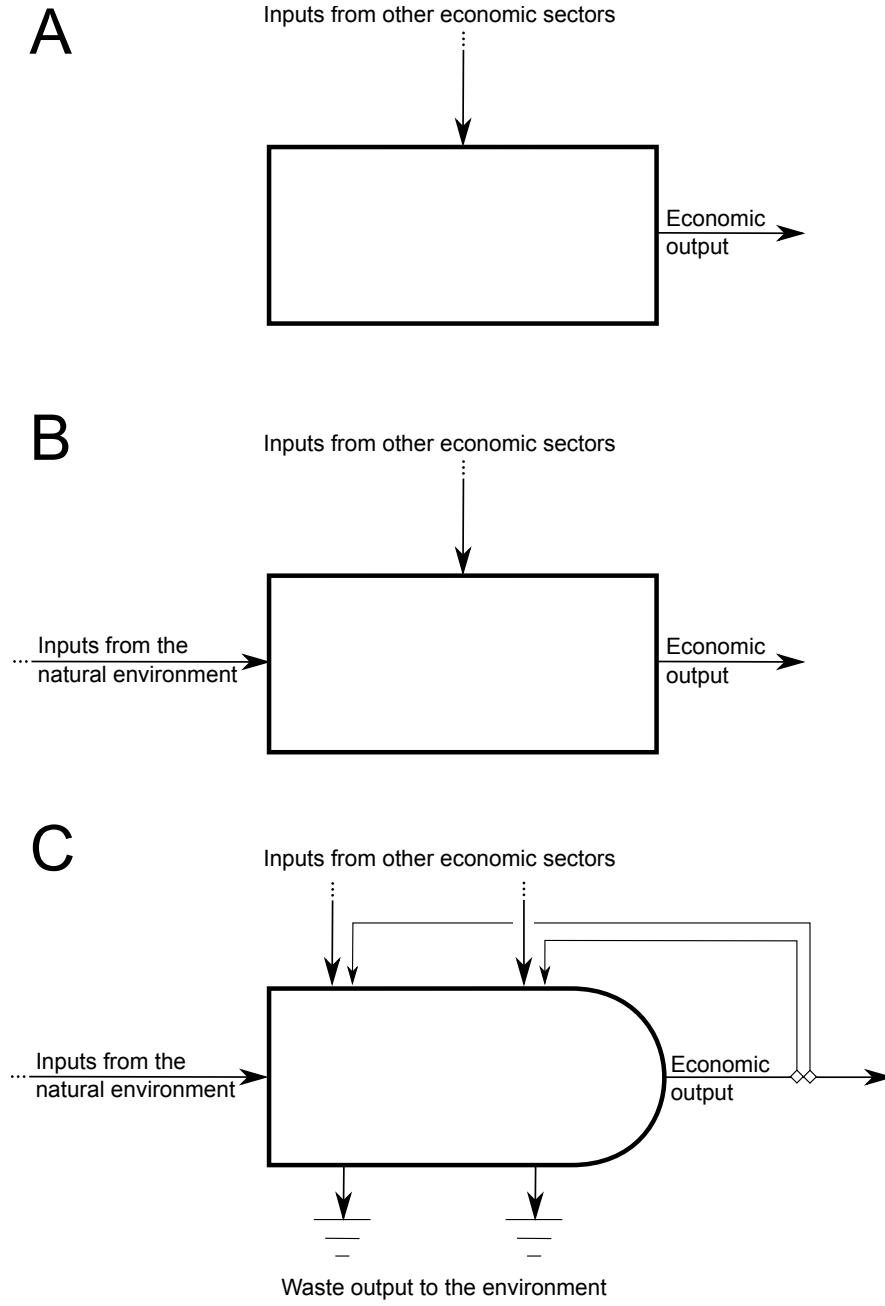 A
Inputs from other economic sectors
Economic
output
B
Inputs from other economic sectors
Inputs from the
natural environment
Economic
output
C
Inputs from other economic sectors
Inputs from the
natural environment
Economic
output
Waste output to the environment